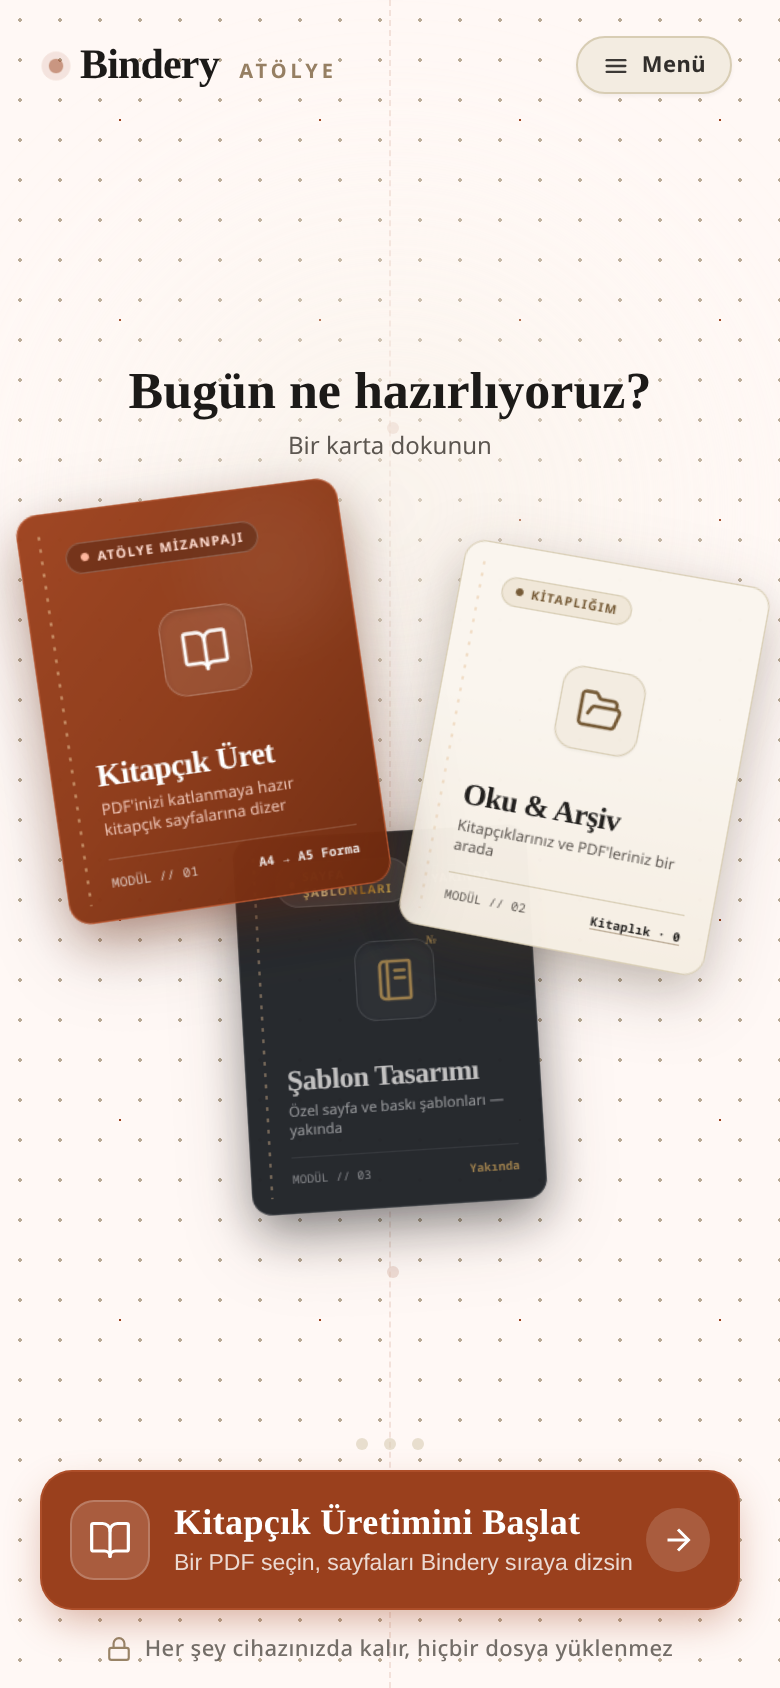 Bindery ATÖLYE
Menü
Bugün ne hazırlıyoruz?
Bir karta dokunun
ATÖLYE MİZANPAJI
Kitapçık Üret
PDF'inizi katlanmaya hazır
kitapçık sayfalarına dizer
MODÜL // 01
A4 → A5 Forma
KİTAPLIĞIM
Oku & Arşiv
Kitapçıklarınız ve PDF'leriniz bir
arada
MODÜL // 02
Kitaplık · 0
ŞABLONLARI
№
Şablon Tasarımı
Özel sayfa ve baskı şablonları —
yakında
MODÜL // 03
Yakında
Kitapçık Üretimini Başlat
Bir PDF seçin, sayfaları Bindery sıraya dizsin
Her şey cihazınızda kalır, hiçbir dosya yüklenmez